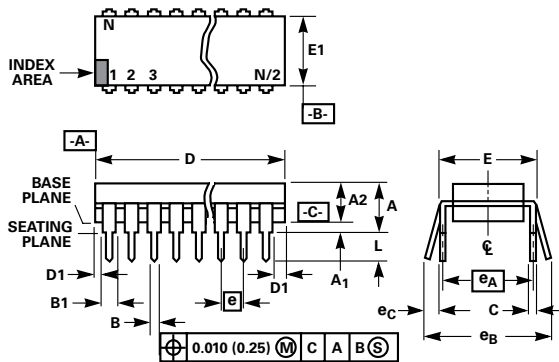 N
INDEX
AREA
1 2 3 N/2
E1
-B-
-A-
D
E
BASE
PLANE
SEATING
PLANE
-C-
A2
A
L
A1
D1
B1
B
e
D1
℄
eA
eC
C
eB
⌖ 0.010 (0.25) Ⓜ C A B Ⓢ